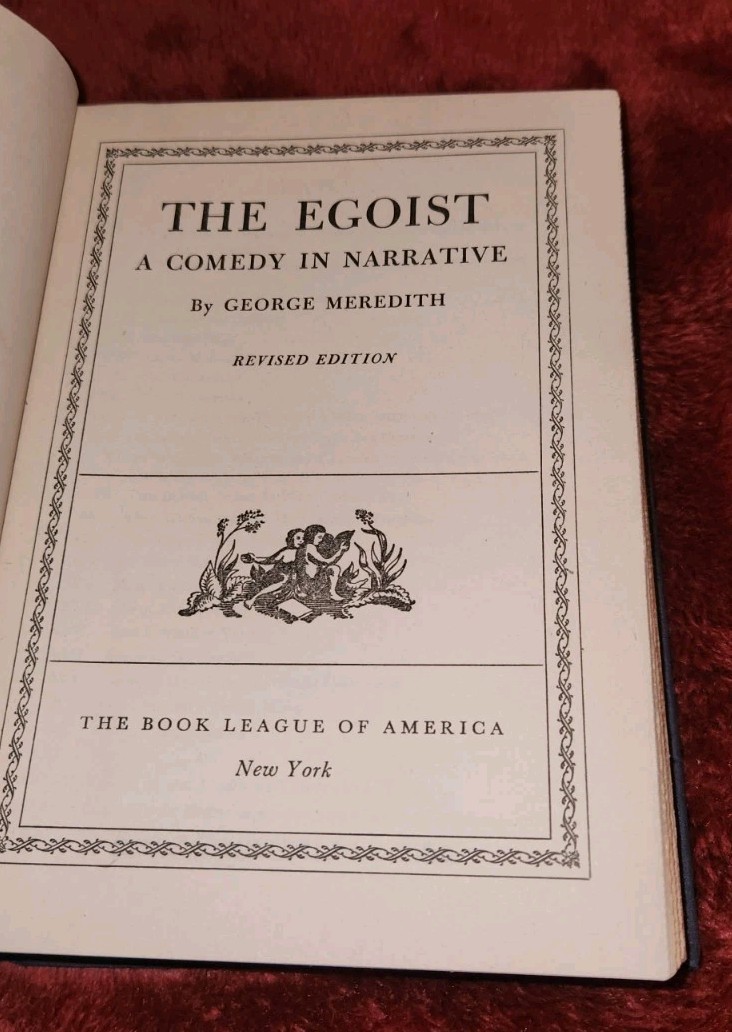 THE EGOIST
A COMEDY IN NARRATIVE
By GEORGE MEREDITH
REVISED EDITION
THE BOOK LEAGUE OF AMERICA
New York